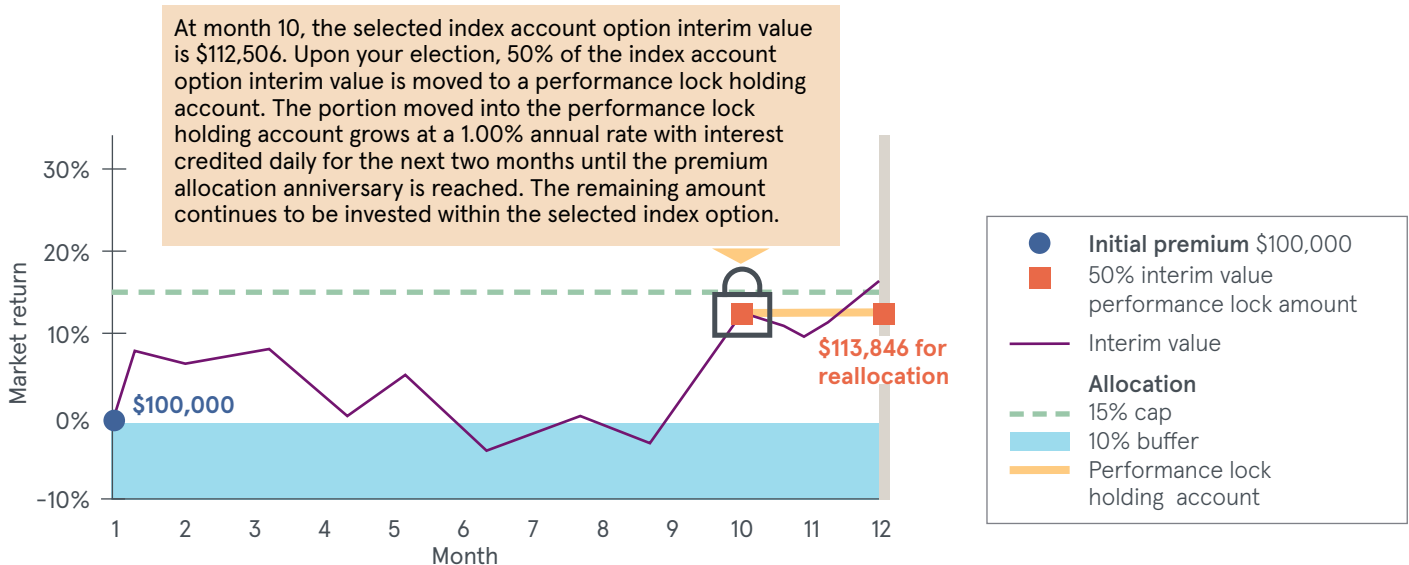 At month 10, the selected index account option interim value
is $112,506. Upon your election, 50% of the index account
option interim value is moved to a performance lock holding
account. The portion moved into the performance lock
holding account grows at a 1.00% annual rate with interest
credited daily for the next two months until the premium
allocation anniversary is reached. The remaining amount
continues to be invested within the selected index option.
Market return
30%
20%
10%
0%
-10%
$100,000
$113,846 for
reallocation
1 2 3 4 5 6 7 8 9 10 11 12
Month
Initial premium $100,000
50% interim value
performance lock amount
Interim value
Allocation
15% cap
10% buffer
Performance lock
holding account